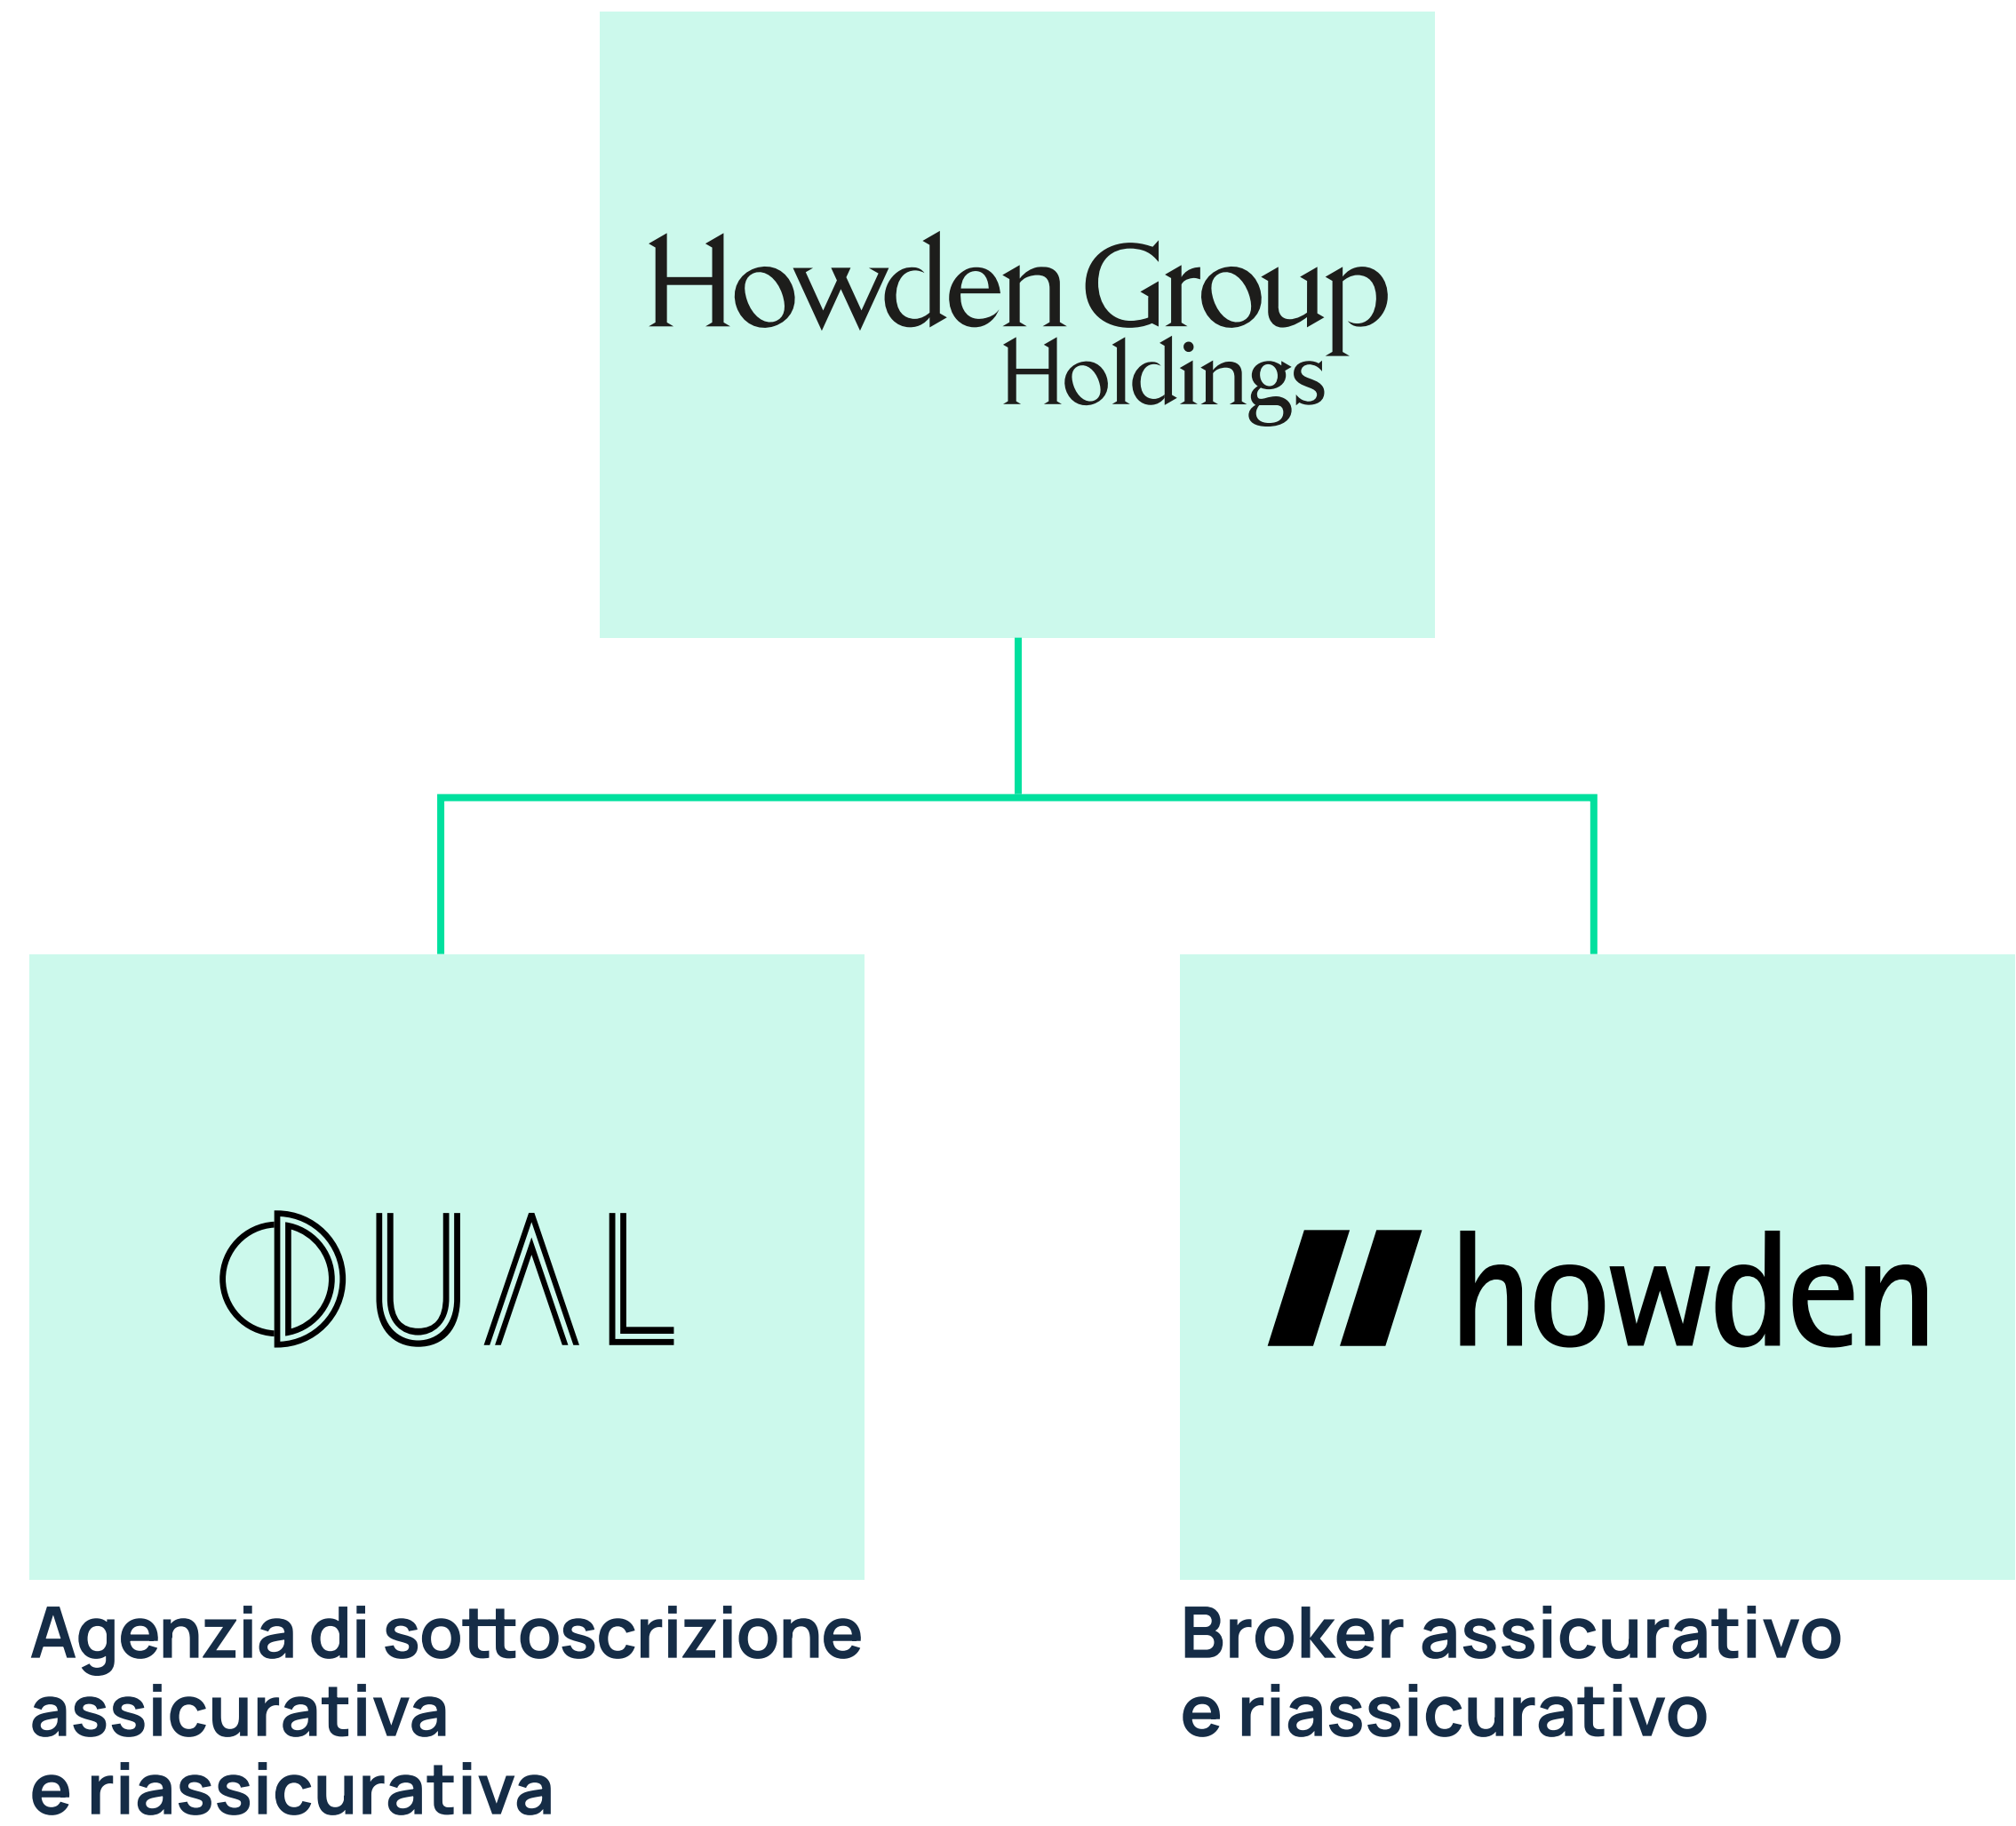 Howden Group
Holdings
DUAL
howden
Agenzia di sottoscrizione
assicurativa
e riassicurativa
Broker assicurativo
e riassicurativo